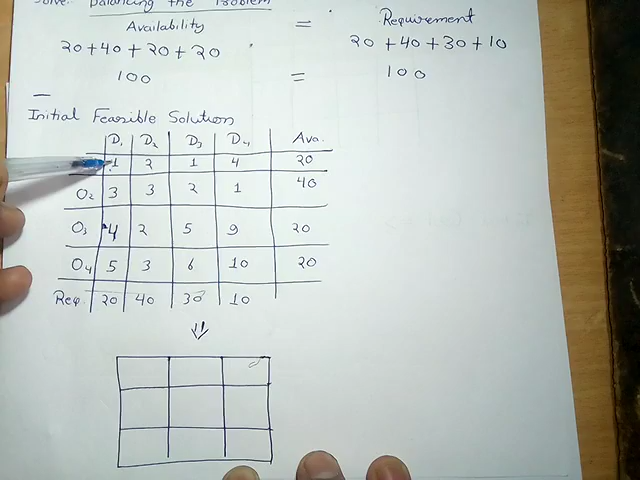 Solve: Balancing the Problem
Availability = Requirement
20+40+20+20 20+40+30+10
100 = 100
Initial Feasible Solution
D1 D2 D3 D4 Ava.
1 2 1 4 20
O2 3 3 2 1 40
O3 4 2 5 9 20
O4 5 3 6 10 20
Req. 20 40 30 10